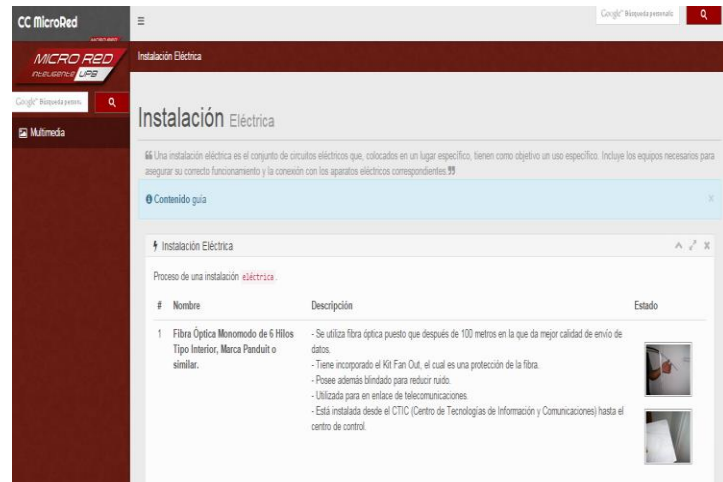 CC MicroRed
☰
Google™ Búsqueda personaliz
MICRO RED
MICRO RED
INTELIGENTE UPB
Instalación Eléctrica
Google™ Búsqueda person
Multimedia
Instalación Eléctrica
Una instalación eléctrica es el conjunto de circuitos eléctricos que, colocados en un lugar específico, tienen como objetivo un uso específico. Incluye los equipos necesarios para
asegurar su correcto funcionamiento y la conexión con los aparatos eléctricos correspondientes.
Contenido guía x
Instalación Eléctrica x
Proceso de una instalación eléctrica.
# Nombre Descripción Estado
1 Fibra Óptica Monomodo de 6 Hilos - Se utiliza fibra óptica puesto que después de 100 metros en la que da mejor calidad de envío de
Tipo Interior, Marca Panduit o datos.
similar. - Tiene incorporado el Kit Fan Out, el cual es una protección de la fibra.
- Posee además blindado para reducir ruido.
- Utilizada para en enlace de telecomunicaciones.
- Está instalada desde el CTIC (Centro de Tecnologías de Información y Comunicaciones) hasta el
centro de control.